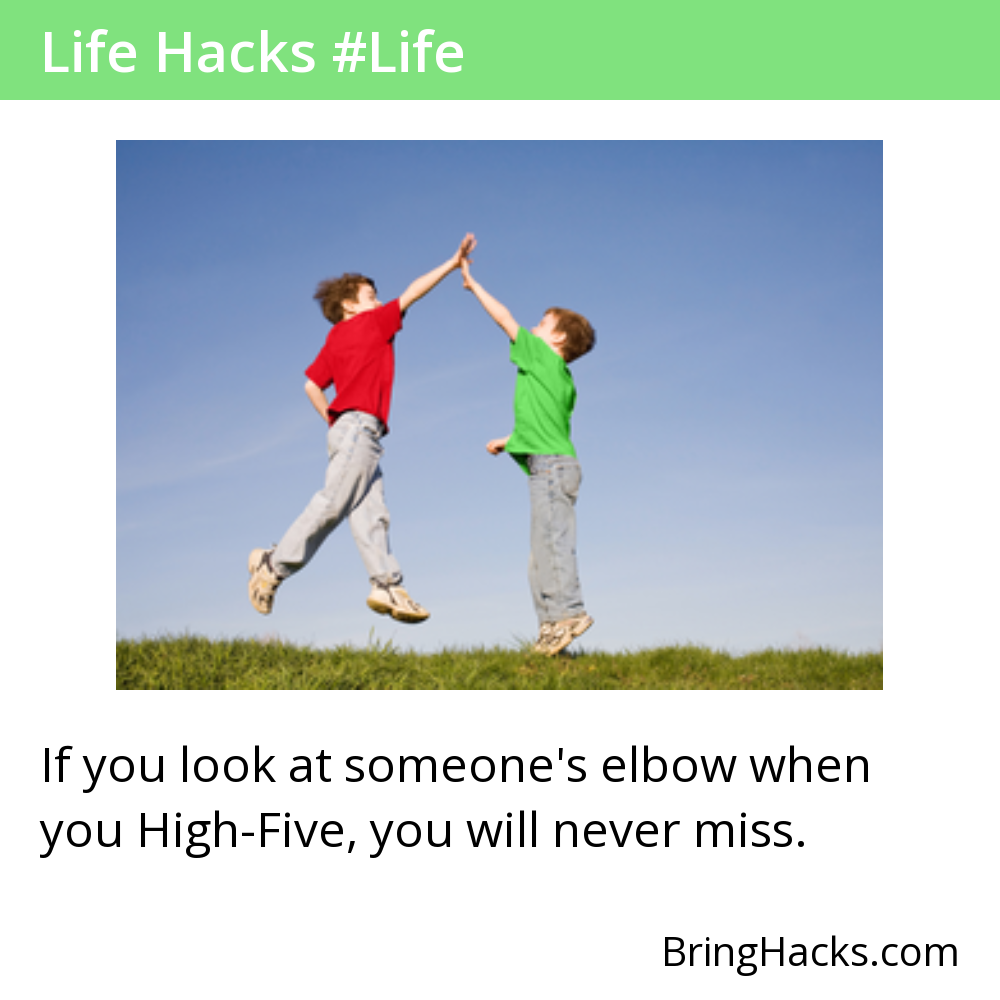 Life Hacks #Life
If you look at someone's elbow when
you High-Five, you will never miss.
BringHacks.com